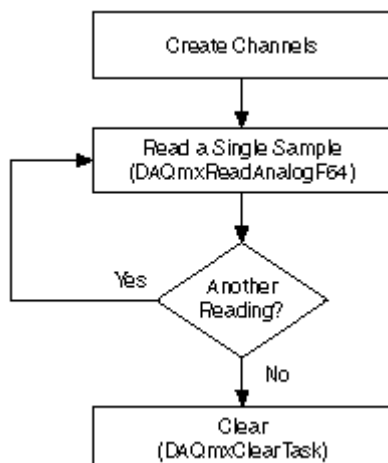 Create Channels
Read a Single Sample
(DAQmxReadAnalogF64)
Yes
Another
Reading?
No
Clear
(DAQmxClearTask)